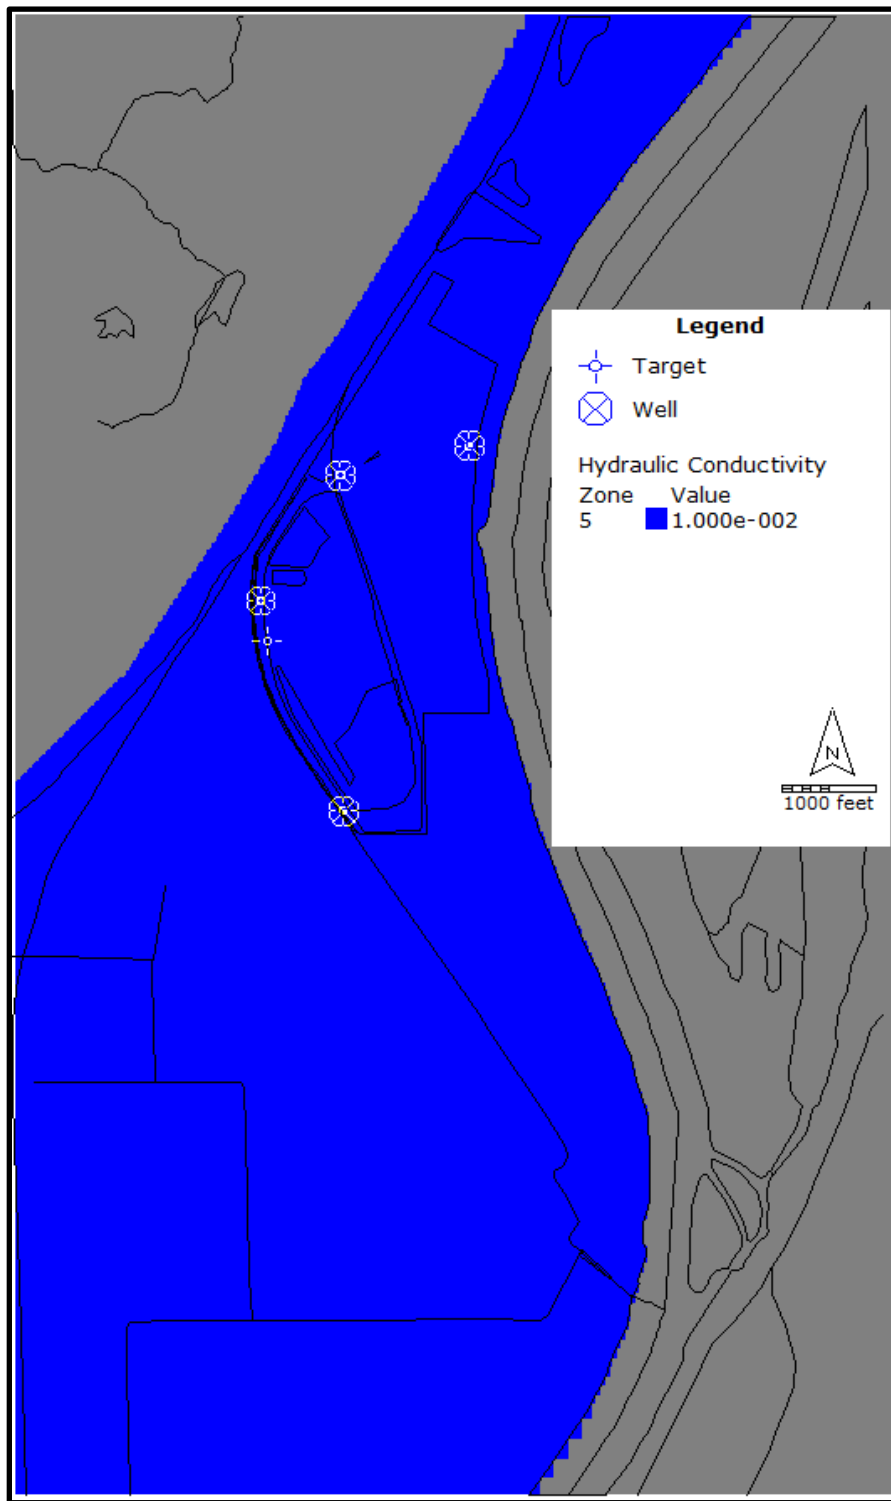 Legend
Target
Well
Hydraulic Conductivity
Zone Value
5 1.000e-002
N
1000 feet